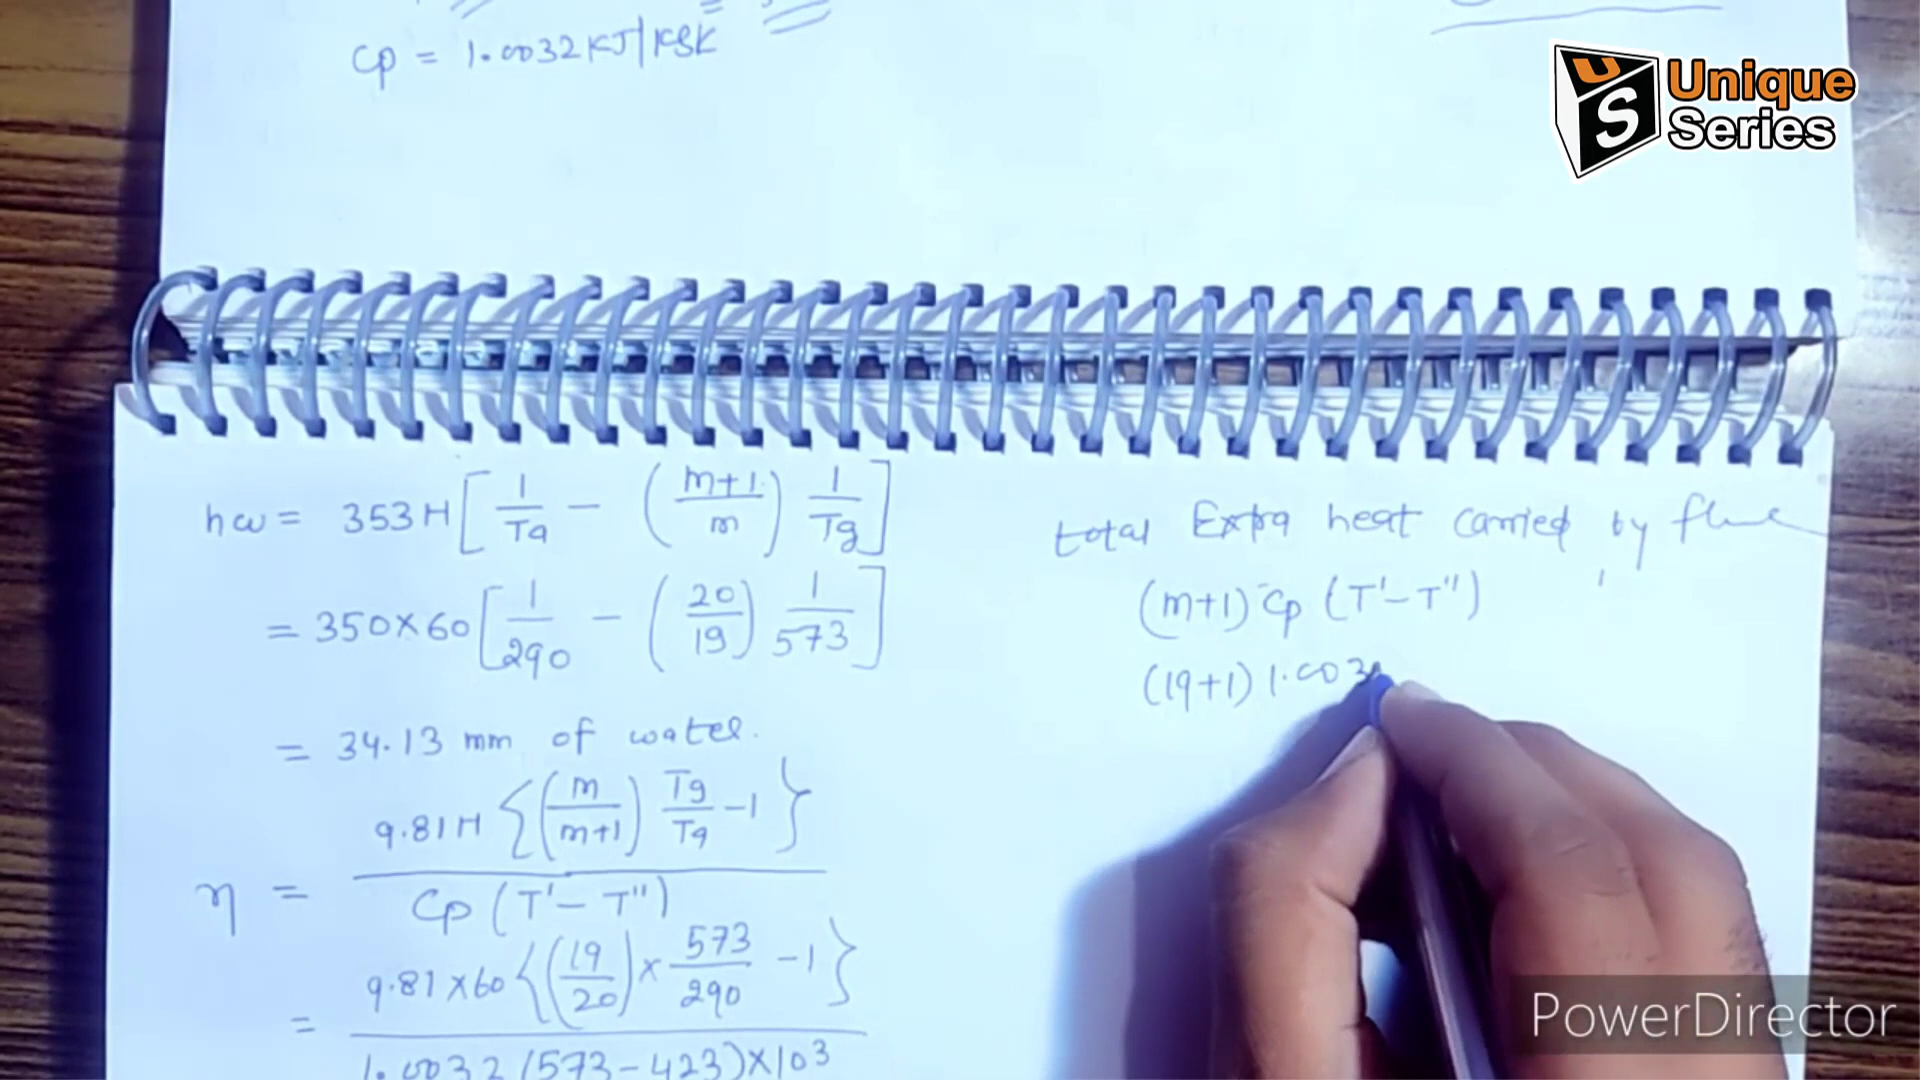 Cp = 1.0032 KJ/KgK
Unique
Series
US
hw = 353H [ 1/Ta - ( m+1/m ) 1/Tg ]
= 350×60 [ 1/290 - ( 20/19 ) 1/573 ]
= 34.13 mm of water.
η = 9.81H { ( m/m+1 ) Tg/Ta - 1 } / Cp (T' - T")
= 9.81×60 { ( 19/20 ) × 573/290 - 1 } / 1.0032 (573-423)×10³
total Extra heat carried by flue
(m+1) Cp (T'-T")
(19+1) 1.003
PowerDirector